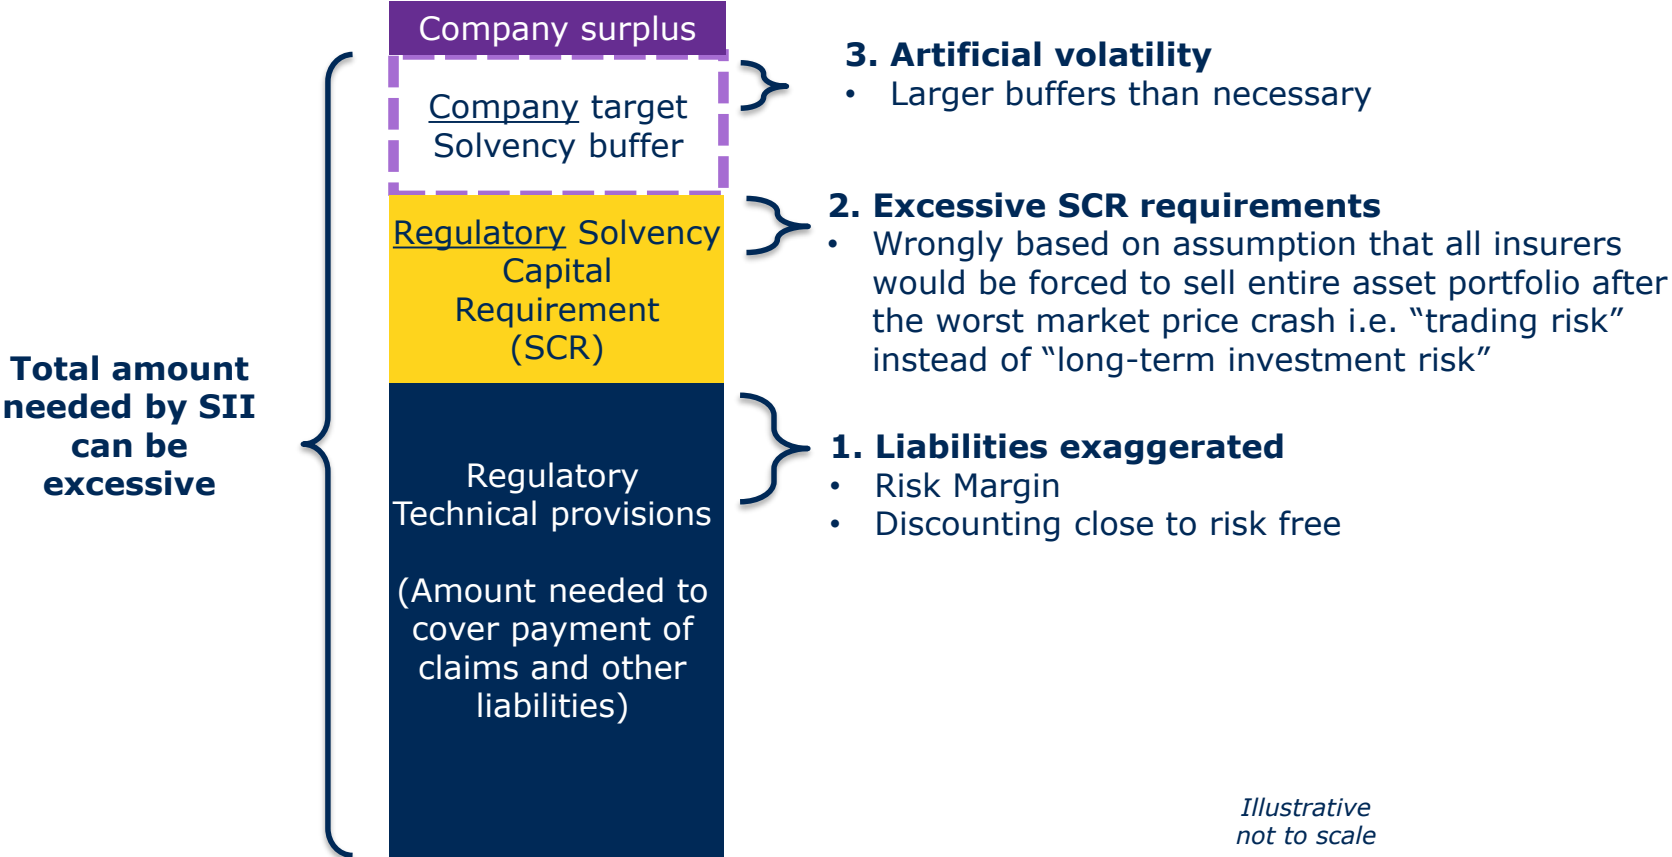 Company surplus
Company target
Solvency buffer
Regulatory Solvency
Capital
Requirement
(SCR)
Regulatory
Technical provisions
(Amount needed to
cover payment of
claims and other
liabilities)
Total amount
needed by SII
can be
excessive
3. Artificial volatility
• Larger buffers than necessary
2. Excessive SCR requirements
• Wrongly based on assumption that all insurers
would be forced to sell entire asset portfolio after
the worst market price crash i.e. “trading risk”
instead of “long-term investment risk”
1. Liabilities exaggerated
• Risk Margin
• Discounting close to risk free
Illustrative
not to scale